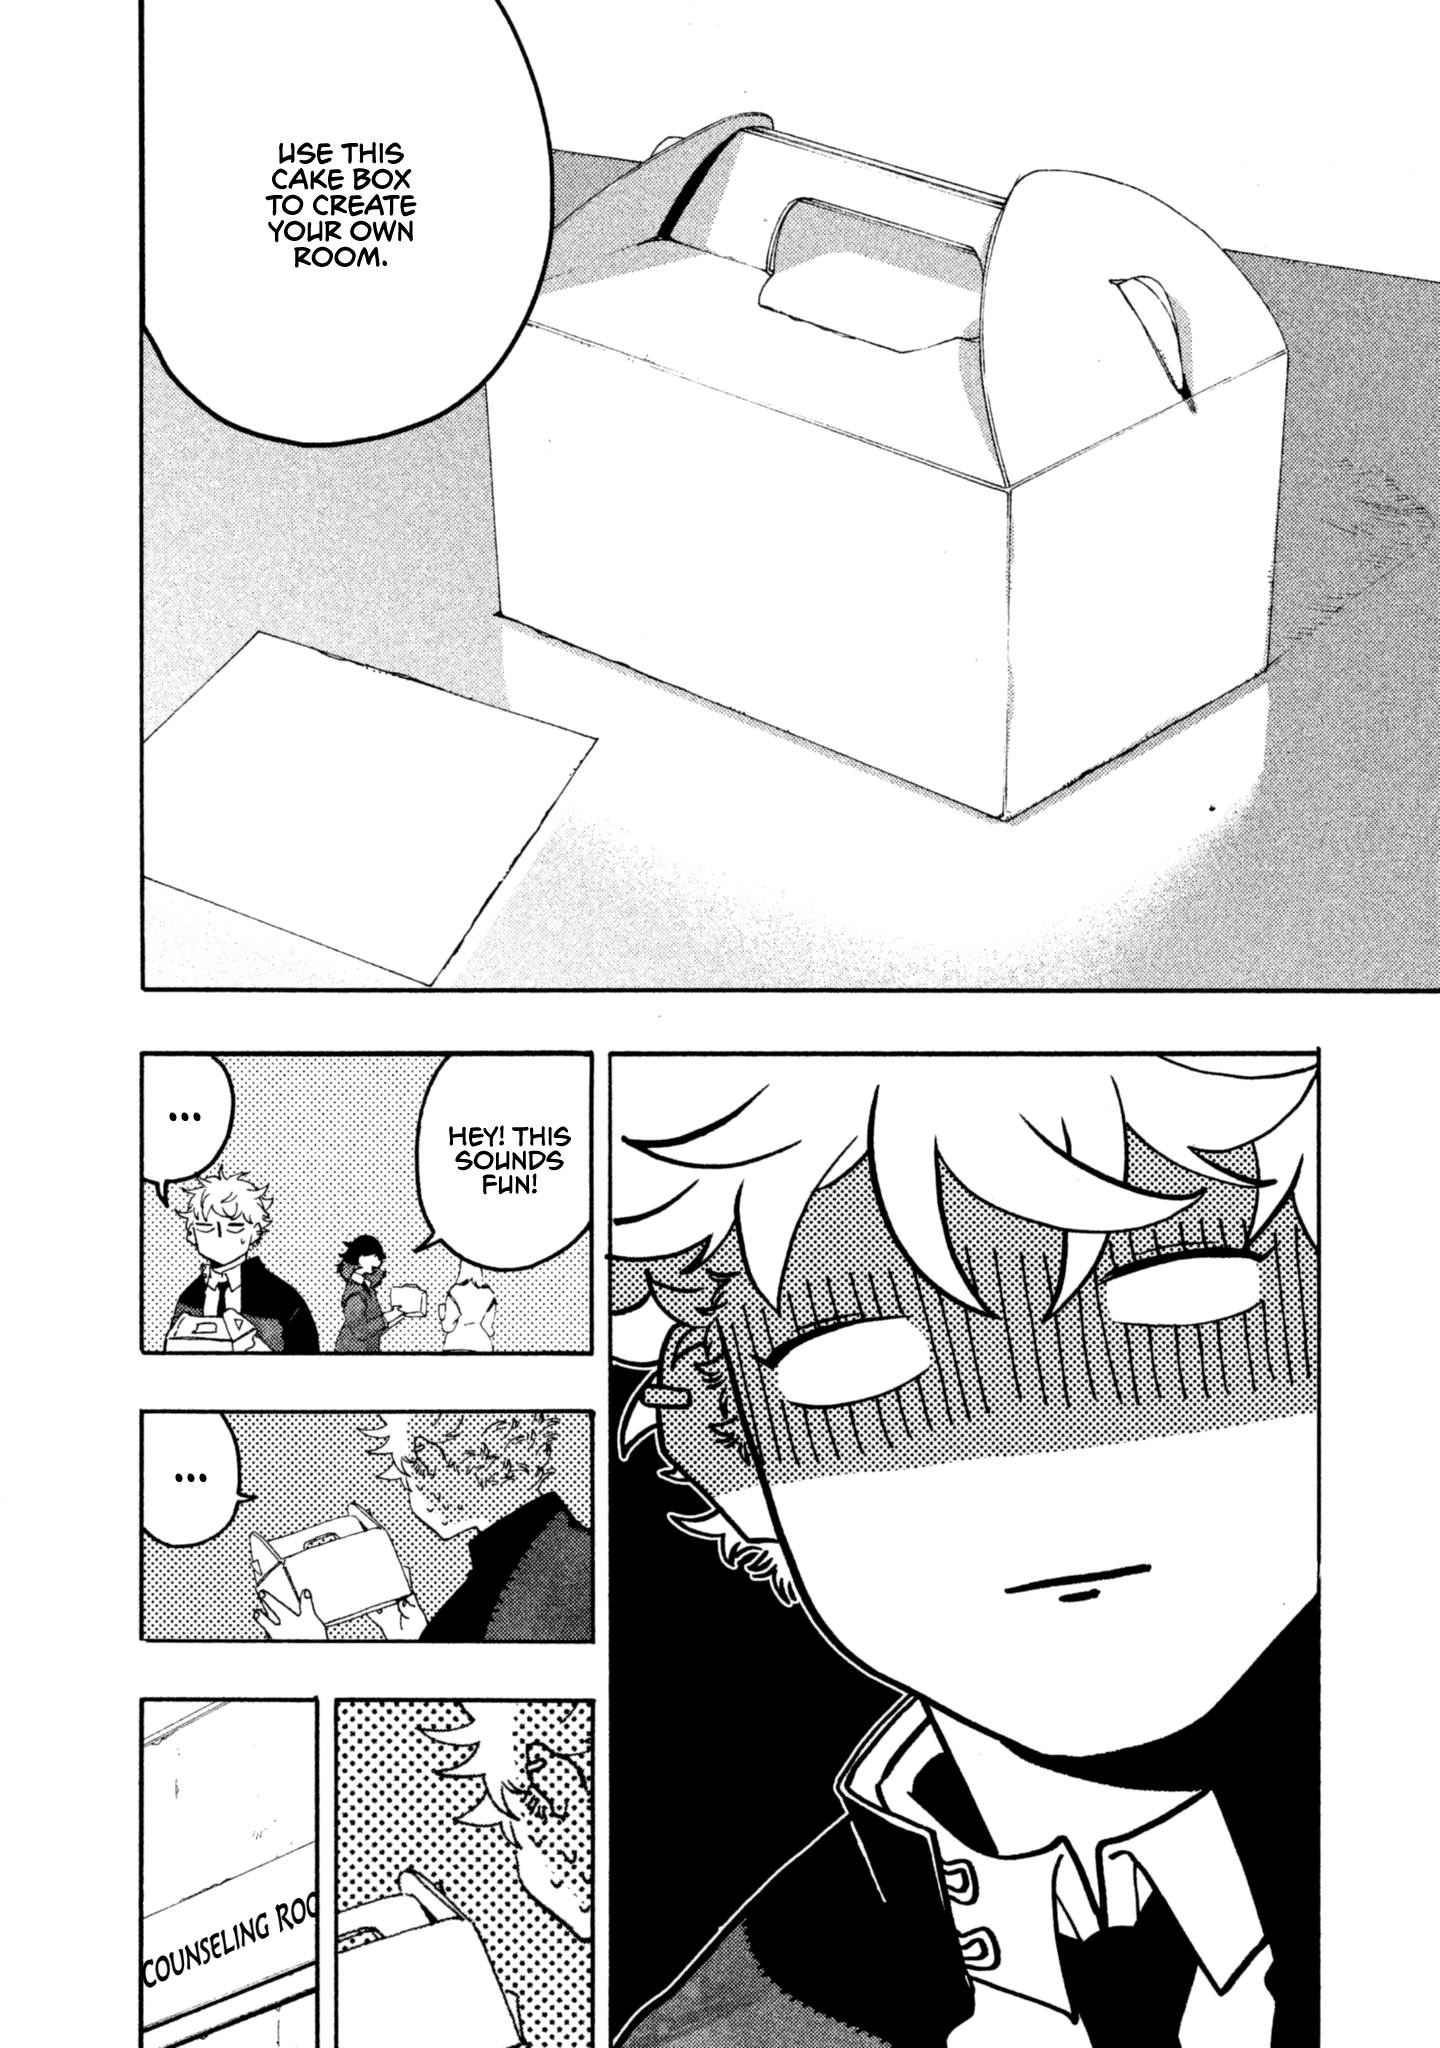 USE THIS
CAKE BOX
TO CREATE
YOUR OWN
ROOM.
HEY! THIS
SOUNDS
FUN!
...
...
COUNSELING ROO